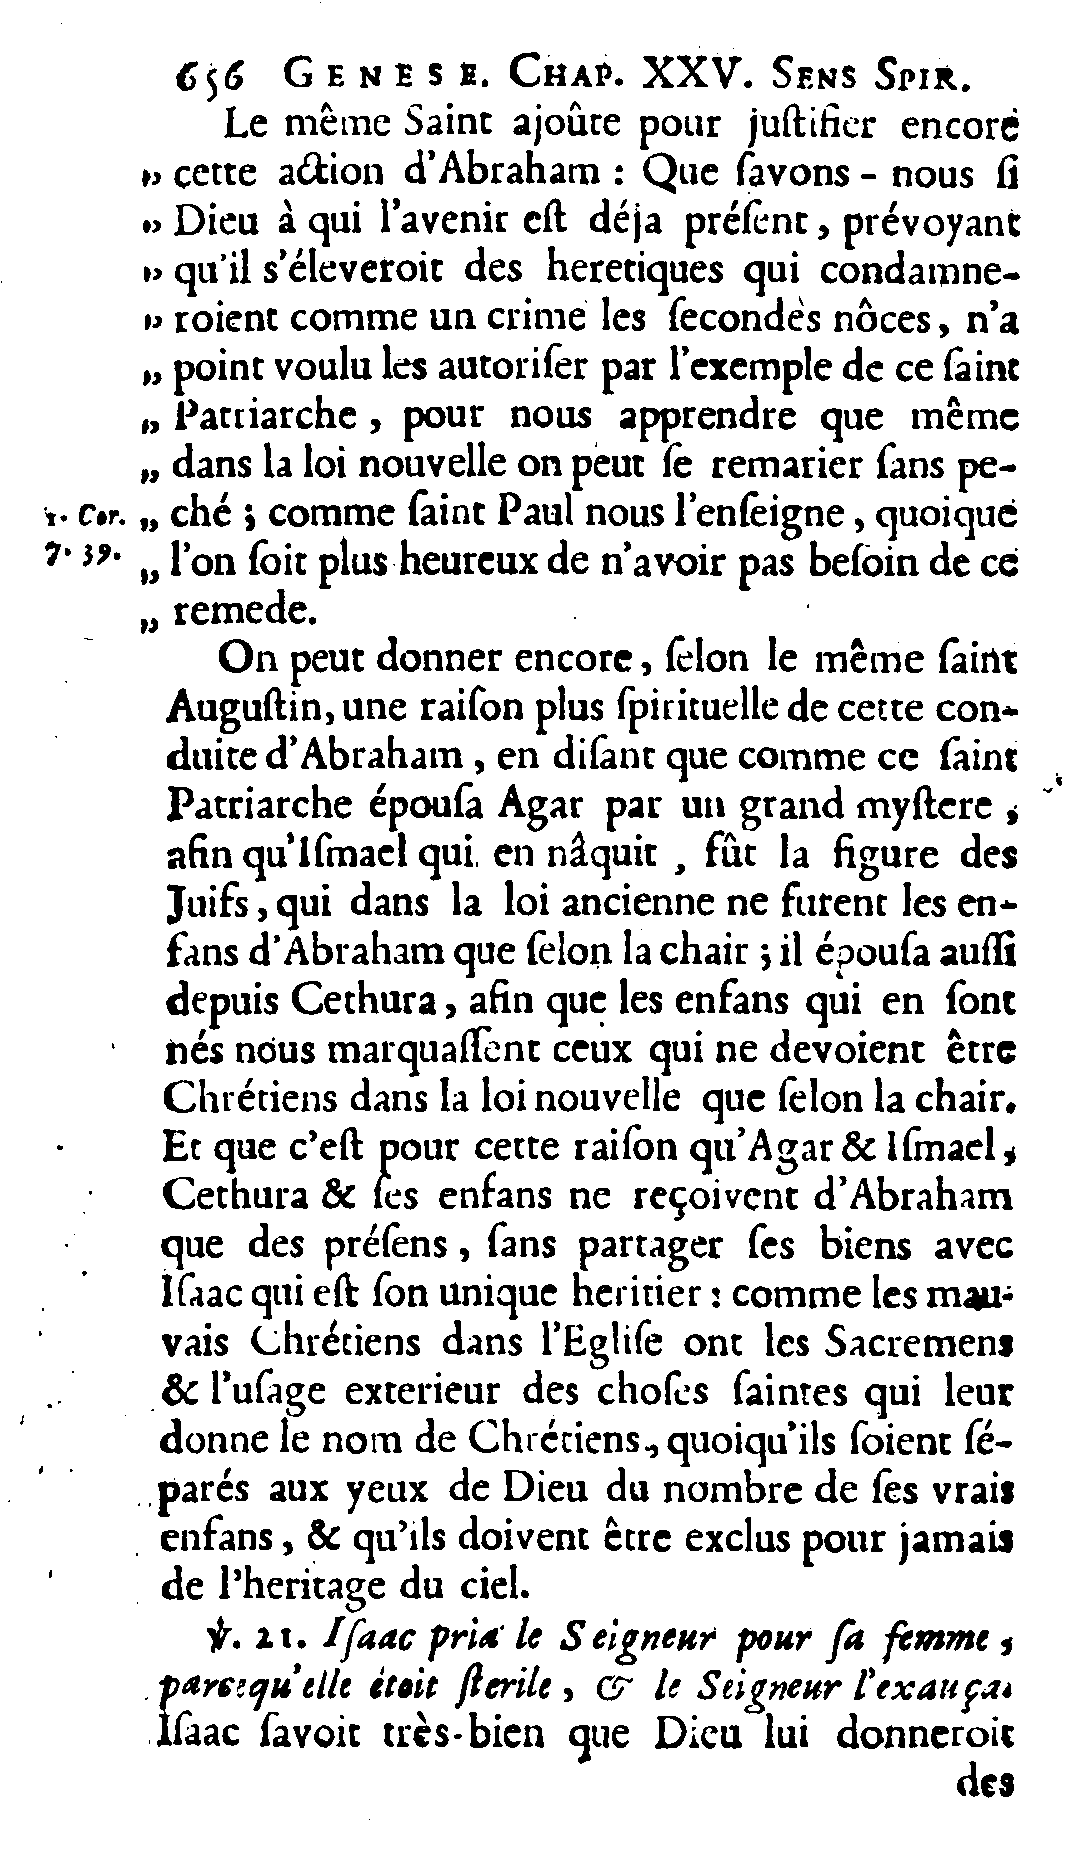 656 GENESE. CHAP. XXV. SENS SPIR.
Le même Saint ajoûte pour juſtifier encore
„ cette action d'Abraham : Que ſavons-nous ſi
„ Dieu à qui l'avenir eſt déja préſent, prévoyant
„ qu'il s'éleveroit des heretiques qui condamne-
„ roient comme un crime les ſecondes nôces, n'a
„ point voulu les autoriſer par l'exemple de ce ſaint
„ Patriarche, pour nous apprendre que même
„ dans la loi nouvelle on peut ſe remarier ſans pe-
1. Cor. „ ché ; comme ſaint Paul nous l'enſeigne, quoique
7. 39. „ l'on ſoit plus heureux de n'avoir pas beſoin de ce
„ remede.
On peut donner encore, ſelon le même ſaint
Auguſtin, une raiſon plus ſpirituelle de cette con-
duite d'Abraham, en diſant que comme ce ſaint
Patriarche épouſa Agar par un grand myſtere,
afin qu'Iſmael qui en nâquit, fût la figure des
Juifs, qui dans la loi ancienne ne furent les en-
fans d'Abraham que ſelon la chair ; il épouſa auſſi
depuis Cethura, afin que les enfans qui en ſont
nés nous marquaſſent ceux qui ne devoient être
Chrétiens dans la loi nouvelle que ſelon la chair.
Et que c'eſt pour cette raiſon qu'Agar & Iſmael,
Cethura & ſes enfans ne reçoivent d'Abraham
que des préſens, ſans partager ſes biens avec
Iſaac qui eſt ſon unique heritier : comme les mau-
vais Chrétiens dans l'Egliſe ont les Sacremens
& l'uſage exterieur des choſes ſaintes qui leur
donne le nom de Chrétiens, quoiqu'ils ſoient ſé-
parés aux yeux de Dieu du nombre de ſes vrais
enfans, & qu'ils doivent être exclus pour jamais
de l'heritage du ciel.
℣. 21. Iſaac pria le Seigneur pour ſa femme,
parcequ'elle étoit ſterile, & le Seigneur l'exauça.
Iſaac ſavoit très-bien que Dieu lui donneroit
des